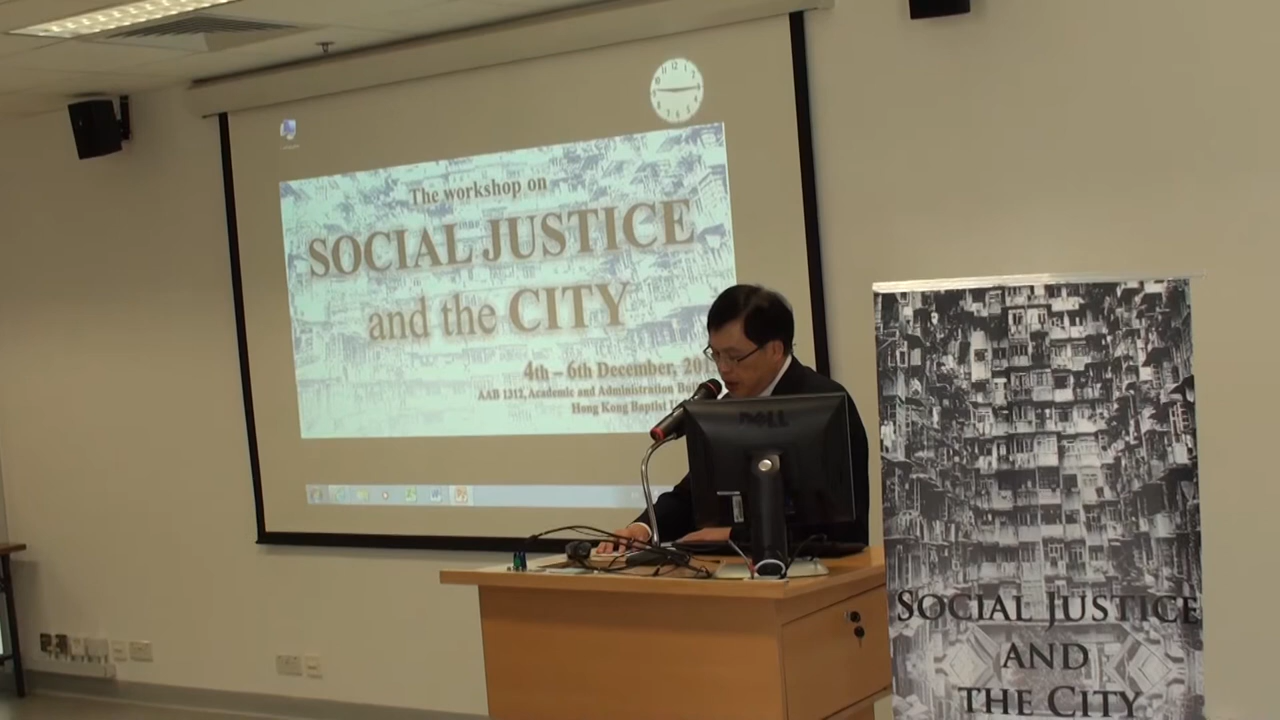 The workshop on
SOCIAL JUSTICE
and the CITY
4th – 6th December, 201
AAB 1312, Academic and Administration
Hong Kong Baptist
DELL
SOCIAL JUSTICE
AND
THE CITY